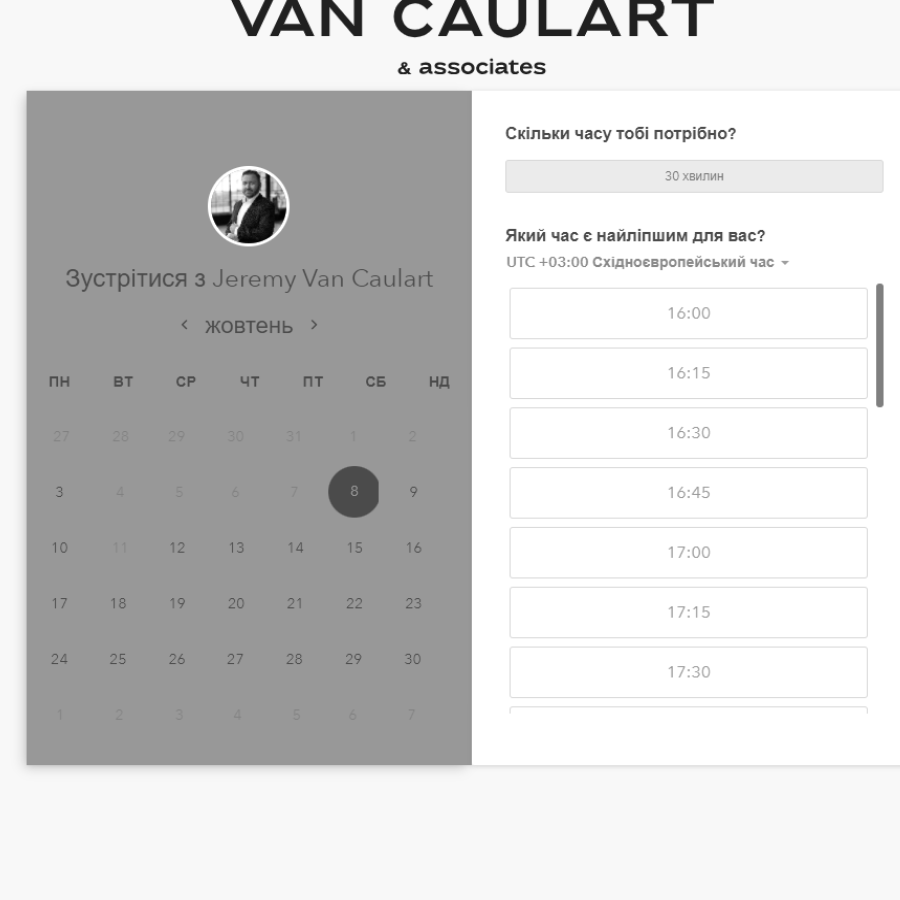 VAN CAULART
& associates
Зустрітися з Jeremy Van Caulart
жовтень
ПН ВТ СР ЧТ ПТ СБ НД
27 28 29 30 31 1 2
3 4 5 6 7 8 9
10 11 12 13 14 15 16
17 18 19 20 21 22 23
24 25 26 27 28 29 30
1 2 3 4 5 6 7
Скільки часу тобі потрібно?
30 хвилин
Який час є найліпшим для вас?
UTC +03:00 Східноєвропейський час
16:00
16:15
16:30
16:45
17:00
17:15
17:30